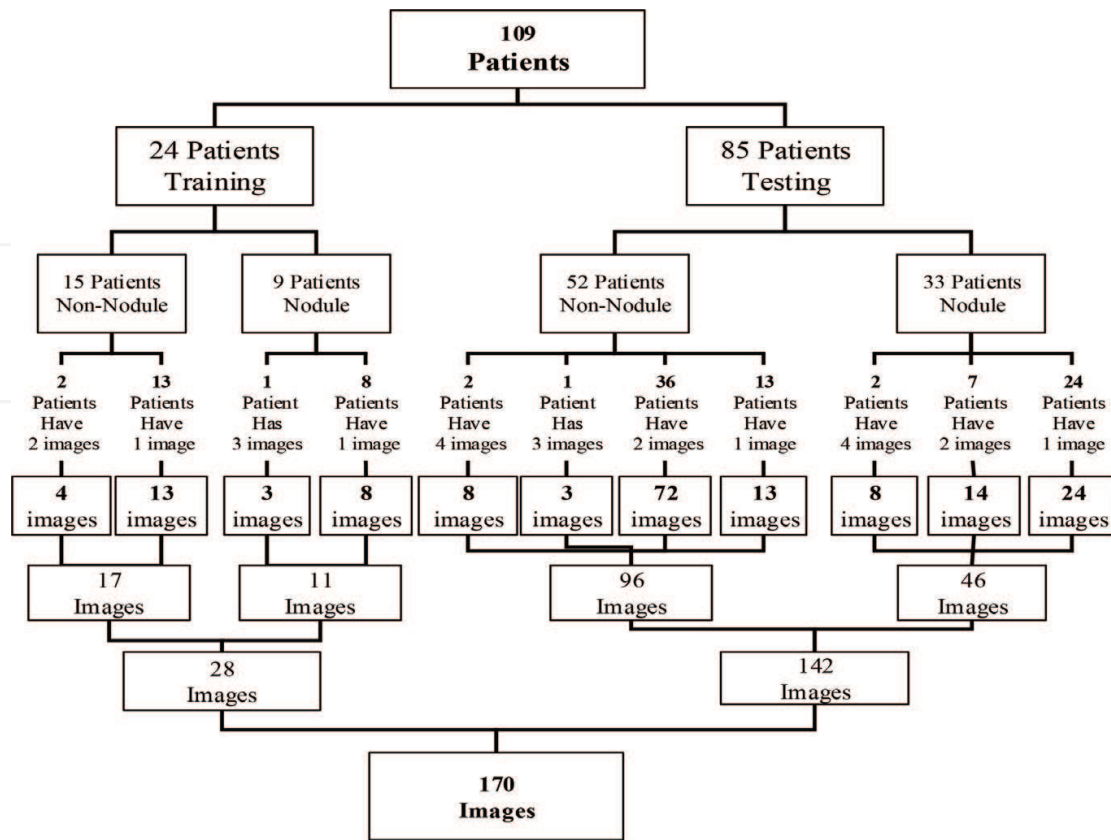 109
Patients
24 Patients
Training
85 Patients
Testing
15 Patients
Non-Nodule
9 Patients
Nodule
52 Patients
Non-Nodule
33 Patients
Nodule
2
Patients
Have
2 images
13
Patients
Have
1 image
1
Patient
Has
3 images
8
Patients
Have
1 image
2
Patients
Have
4 images
1
Patient
Has
3 images
36
Patients
Have
2 images
13
Patients
Have
1 image
2
Patients
Have
4 images
7
Patients
Have
2 images
24
Patients
Have
1 image
4
images
13
images
3
images
8
images
8
images
3
images
72
images
13
images
8
images
14
images
24
images
17
Images
11
Images
96
Images
46
Images
28
Images
142
Images
170
Images